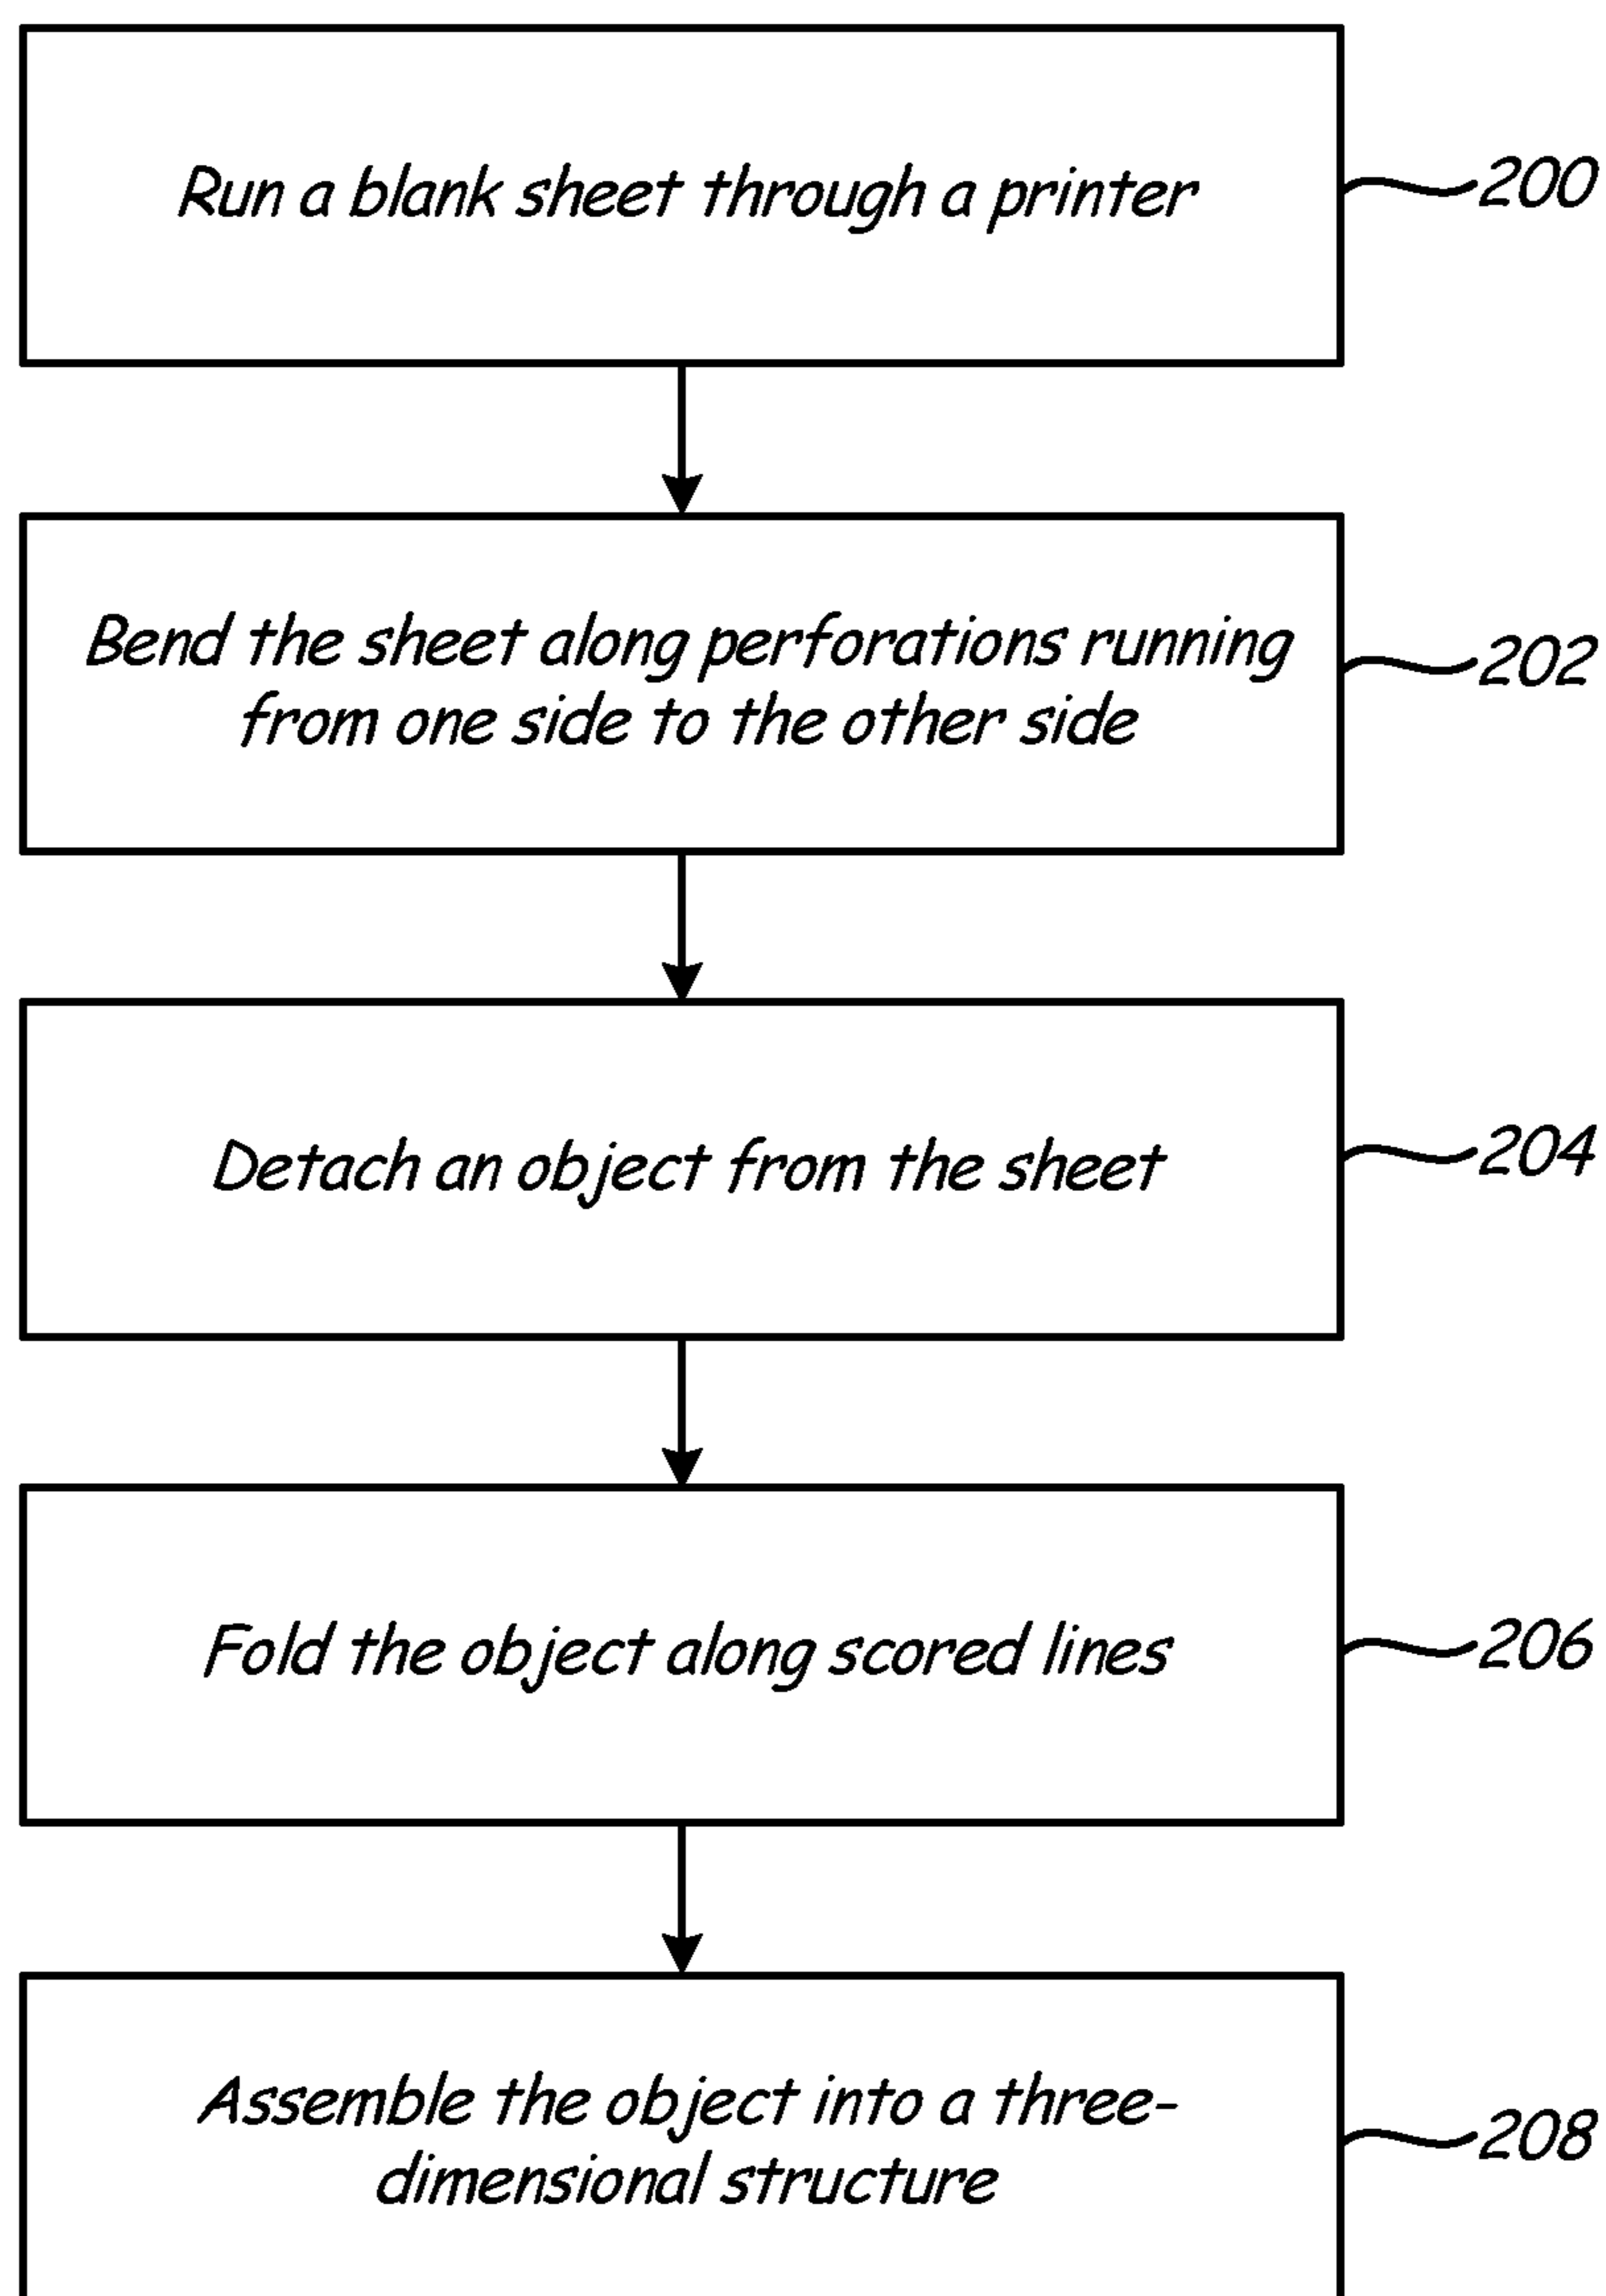 Run a blank sheet through a printer
200
Bend the sheet along perforations running
from one side to the other side
202
Detach an object from the sheet
204
Fold the object along scored lines
206
Assemble the object into a three-
dimensional structure
208